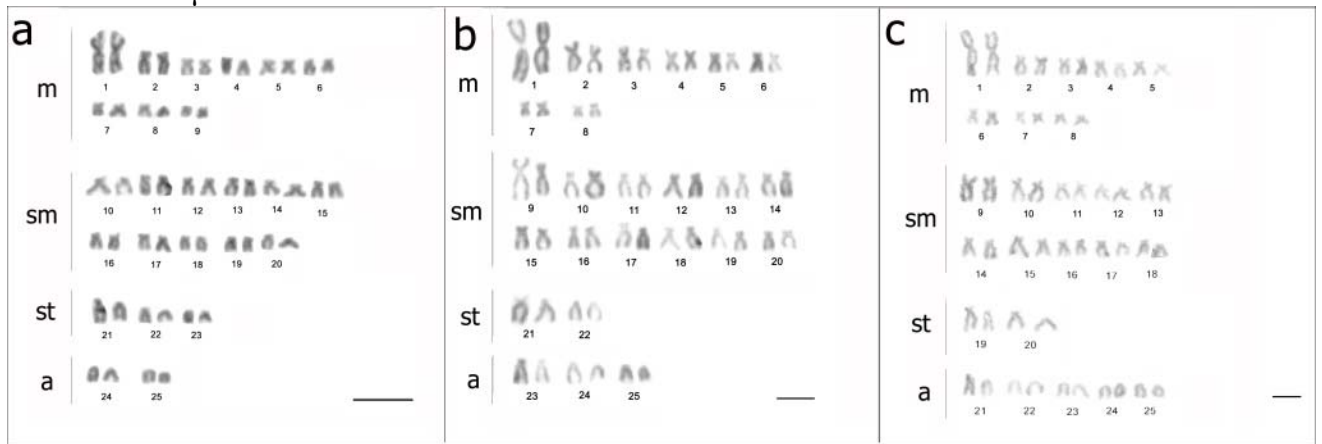 a
m
1 2 3 4 5 6
7 8 9
sm
10 11 12 13 14 15
16 17 18 19 20
st
21 22 23
a
24 25
b
m
1 2 3 4 5 6
7 8
sm
9 10 11 12 13 14
15 16 17 18 19 20
st
21 22
a
23 24 25
c
m
1 2 3 4 5
6 7 8
sm
9 10 11 12 13
14 15 16 17 18
st
19 20
a
21 22 23 24 25